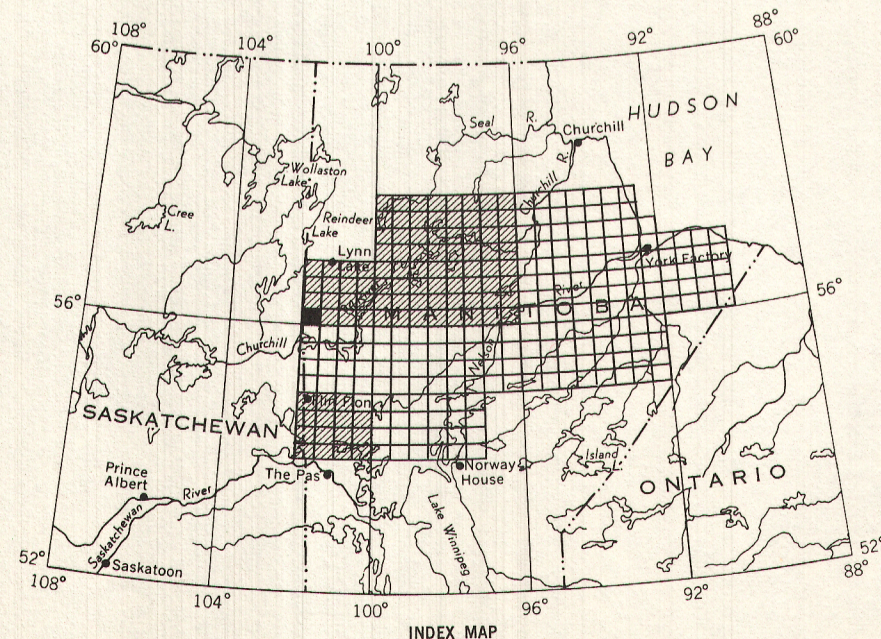 108°
104°
100°
96°
92°
88°
60°
60°
HUDSON
BAY
Seal R.
Churchill
Churchill R.
Wollaston
Lake
Cree
L.
Reindeer
Lake
Lynn
Lake
York Factory
River
Nelson
MANITOBA
56°
56°
Churchill
Flin Flon
SASKATCHEWAN
Prince
Albert
River
Saskatchewan
Saskatoon
The Pas
Norway
House
Island L.
Lake Winnipeg
ONTARIO
52°
52°
108°
104°
100°
96°
92°
88°
INDEX MAP